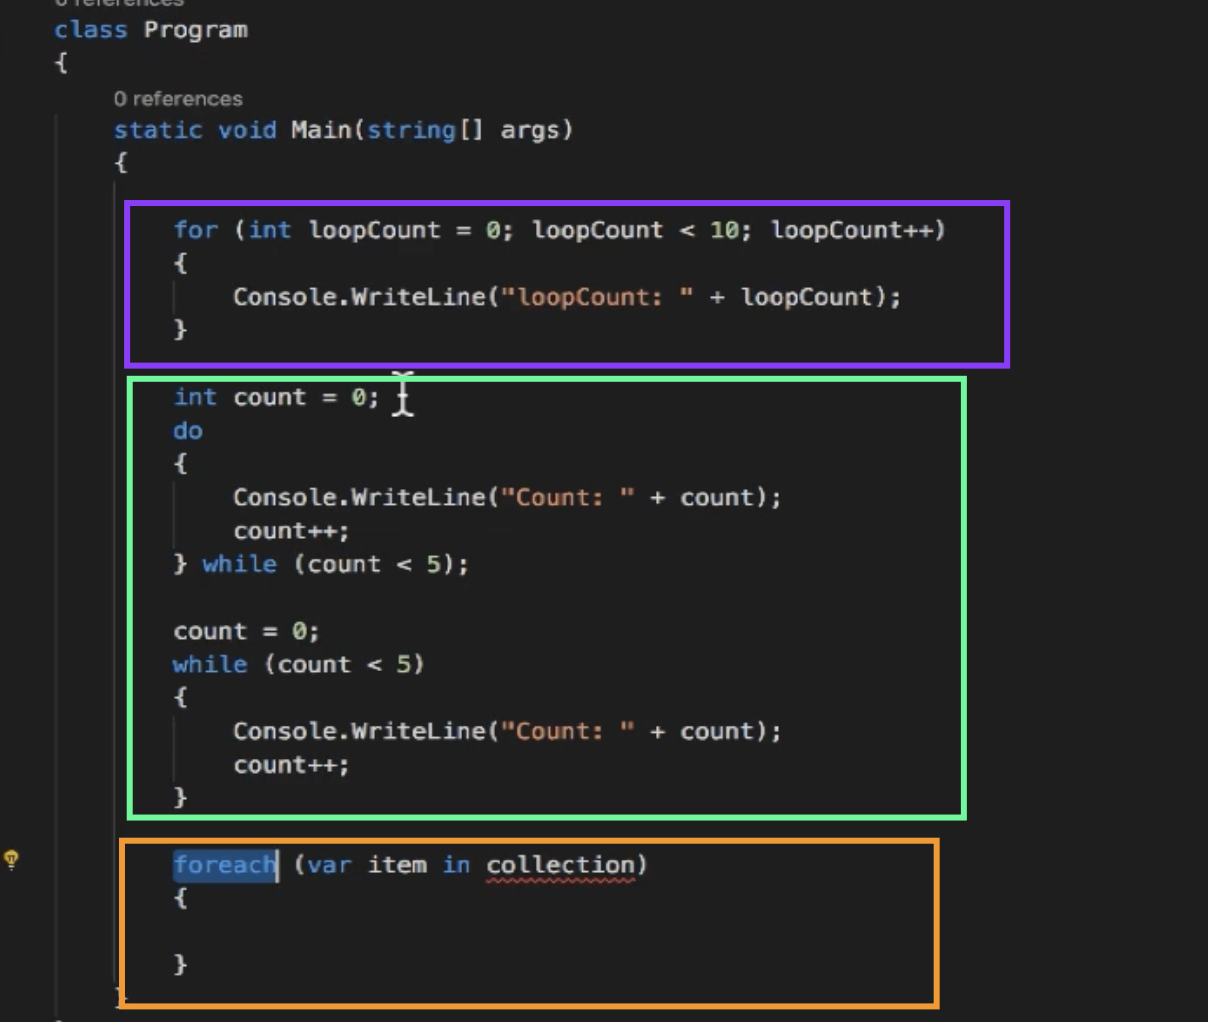 0 references
class Program
{
0 references
static void Main(string[] args)
{
for (int loopCount = 0; loopCount < 10; loopCount++)
{
Console.WriteLine("loopCount: " + loopCount);
}
int count = 0;
do
{
Console.WriteLine("Count: " + count);
count++;
} while (count < 5);
count = 0;
while (count < 5)
{
Console.WriteLine("Count: " + count);
count++;
}
foreach (var item in collection)
{
}
}